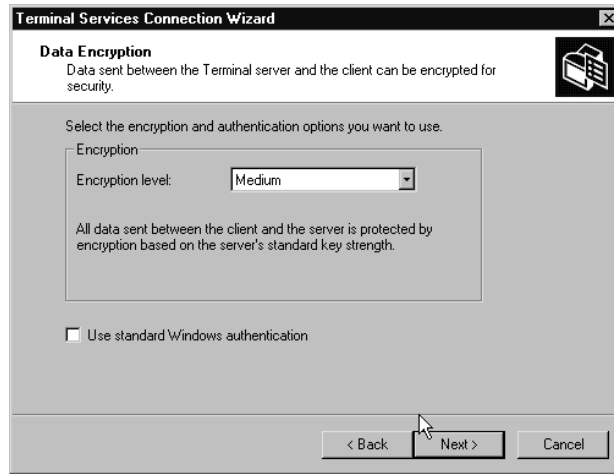 Terminal Services Connection Wizard
Data Encryption
Data sent between the Terminal server and the client can be encrypted for
security.
Select the encryption and authentication options you want to use.
Encryption
Encryption level: Medium
All data sent between the client and the server is protected by
encryption based on the server's standard key strength.
Use standard Windows authentication
< Back Next > Cancel